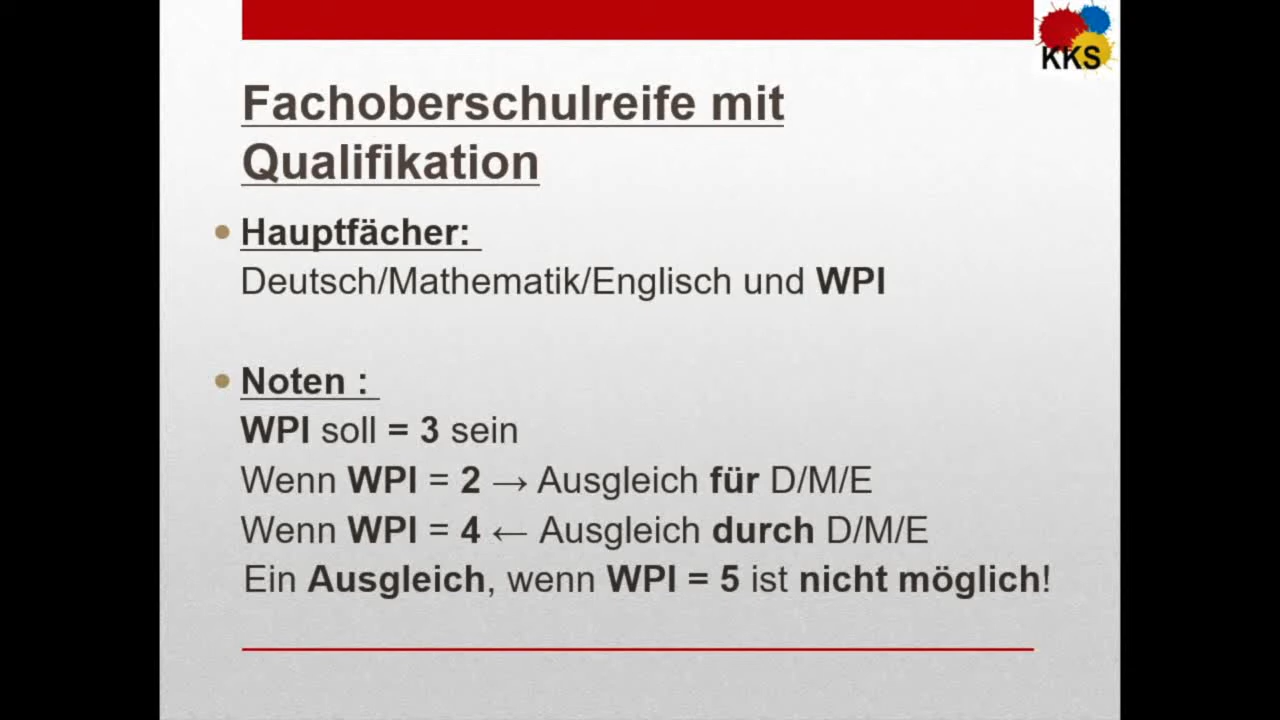 KKS
Fachoberschulreife mit
Qualifikation
• Hauptfächer:
Deutsch/Mathematik/Englisch und WPI
• Noten :
WPI soll = 3 sein
Wenn WPI = 2 → Ausgleich für D/M/E
Wenn WPI = 4 ← Ausgleich durch D/M/E
Ein Ausgleich, wenn WPI = 5 ist nicht möglich!